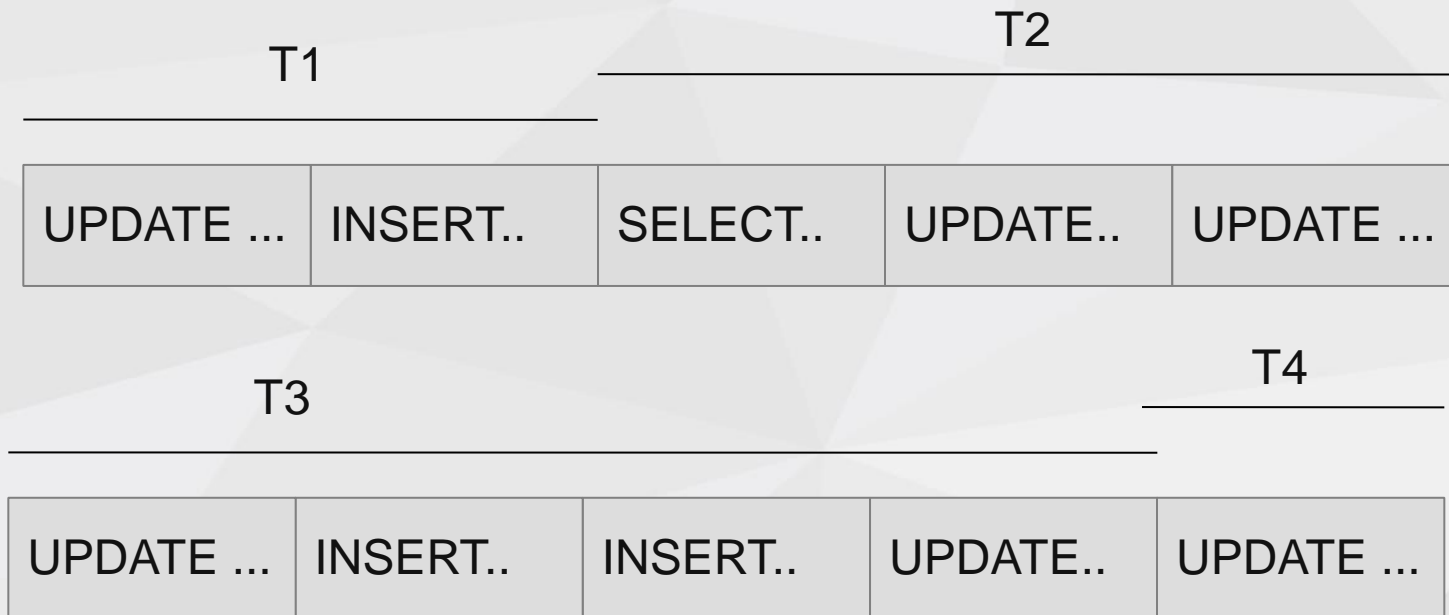 T1
T2
UPDATE ... INSERT.. SELECT.. UPDATE.. UPDATE ...
T3
T4
UPDATE ... INSERT.. INSERT.. UPDATE.. UPDATE ...